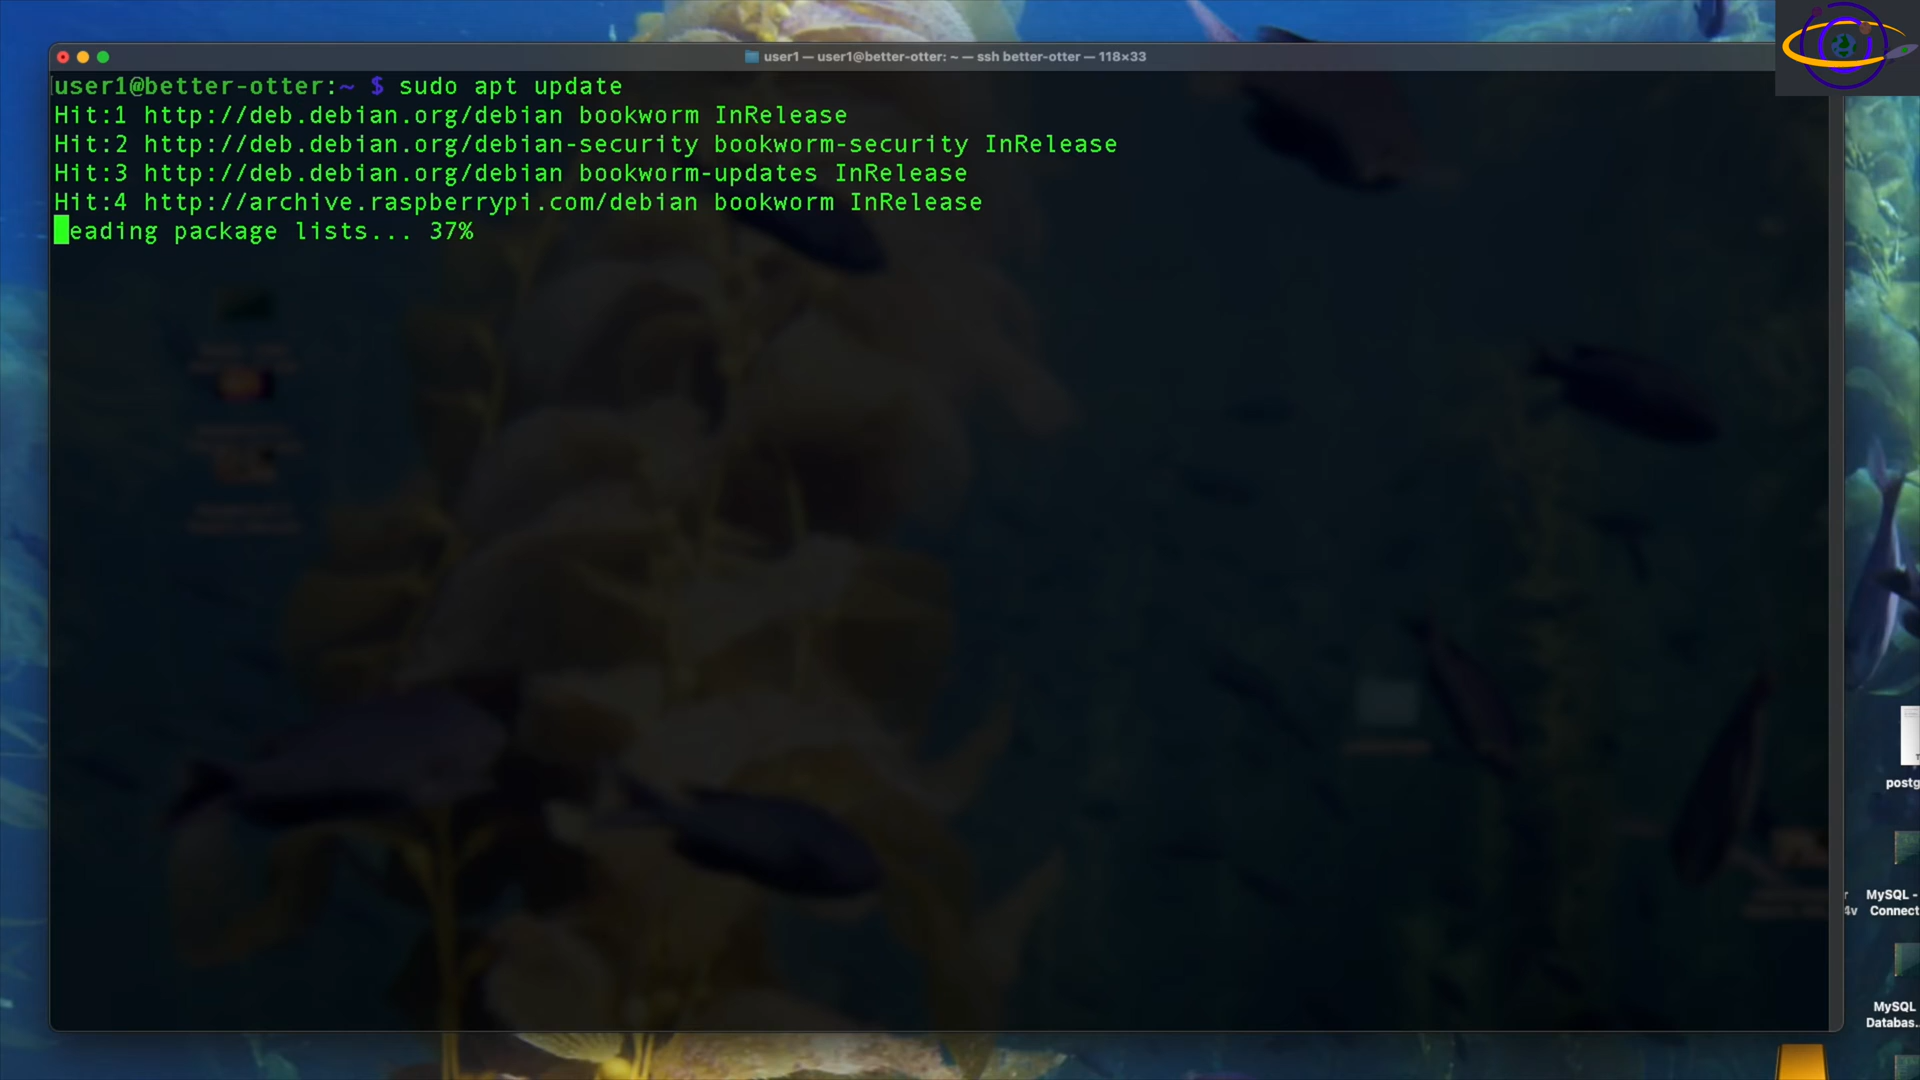 user1 — user1@better-otter: ~ — ssh better-otter — 118×33
user1@better-otter:~ $ sudo apt update
Hit:1 http://deb.debian.org/debian bookworm InRelease
Hit:2 http://deb.debian.org/debian-security bookworm-security InRelease
Hit:3 http://deb.debian.org/debian bookworm-updates InRelease
Hit:4 http://archive.raspberrypi.com/debian bookworm InRelease
eading package lists... 37%
postg
MySQL -
Connect
MySQL
Databas...